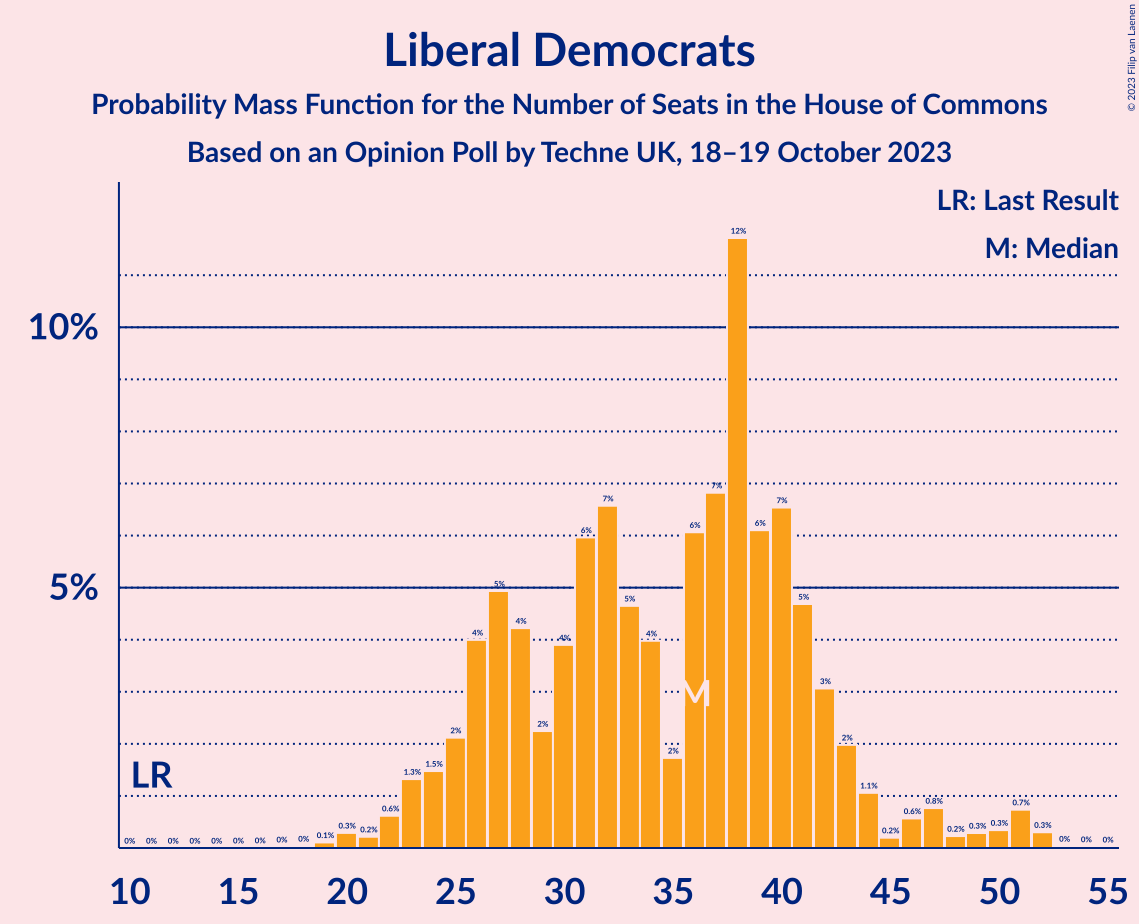 Liberal Democrats
Probability Mass Function for the Number of Seats in the House of Commons
Based on an Opinion Poll by Techne UK, 18–19 October 2023
© 2023 Filip van Laenen
LR: Last Result
M: Median
10%
5%
LR
M
0% 0% 0% 0% 0% 0% 0% 0% 0% 0.1% 0.3% 0.2% 0.6% 1.3% 1.5% 2% 4% 5% 4% 2% 4% 6% 7% 5% 4% 2% 6% 7% 12% 6% 7% 5% 3% 2% 1.1% 0.2% 0.6% 0.8% 0.2% 0.3% 0.3% 0.7% 0.3% 0% 0% 0%
10 15 20 25 30 35 40 45 50 55